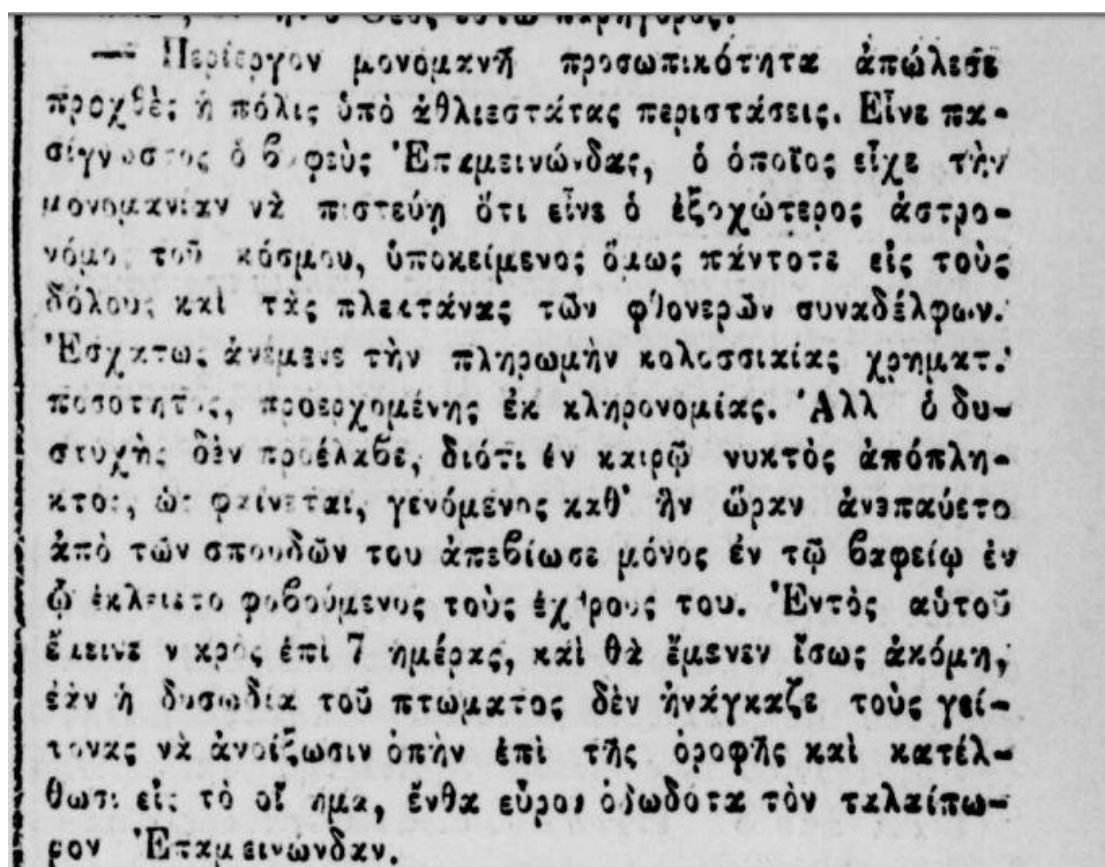 — Περίεργον μονομανῆ προσωπικότητα ἀπώλεσε
προχθὲς ἡ πόλις ὑπὸ ἀθλιεστάτας περιστάσεις. Εἶνε πα-
σίγνωστος ὁ βαφεὺς Ἐπαμεινώνδας, ὁ ὁποῖος εἶχε τὴν
μονομανίαν νὰ πιστεύῃ ὅτι εἶνε ὁ ἐξοχώτερος ἀστρο-
νόμος τοῦ κόσμου, ὑποκείμενος ὅμως πάντοτε εἰς τοὺς
δόλους καὶ τὰς πλεκτάνας τῶν φθονερῶν συναδέλφων.
Ἐσχάτως ἀνέμενε τὴν πληρωμὴν κολοσσιαίας χρηματ.
ποσότητος, προερχομένης ἐκ κληρονομίας. Ἀλλ ὁ δυ-
στυχὴς δὲν προέλαβε, διότι ἐν καιρῷ νυκτὸς ἀπόπλη-
κτος, ὡς φαίνεται, γενόμενος καθ' ἣν ὥραν ἀνεπαύετο
ἀπὸ τῶν σπουδῶν του ἀπεβίωσε μόνος ἐν τῷ βαφείῳ ἐν
ᾧ ἐκλείετο φοβούμενος τοὺς ἐχθρους του. Ἐντὸς αὐτοῦ
ἔμεινε νεκρὸς ἐπὶ 7 ημέρας, καὶ θὰ ἔμενεν ἴσως ἀκόμη,
ἐὰν ἡ δυσωδία τοῦ πτώματος δὲν ἠνάγκαζε τοὺς γεί-
τονας νὰ ἀνοίξωσιν ὀπὴν ἐπὶ τῆς ὀροφῆς καὶ κατέλ-
θωσι εἰς τὸ οἴκημα, ἔνθα εὗρον ὀδωδότα τὸν ταλαίπω-
ρον Ἐπαμεινώνδαν.